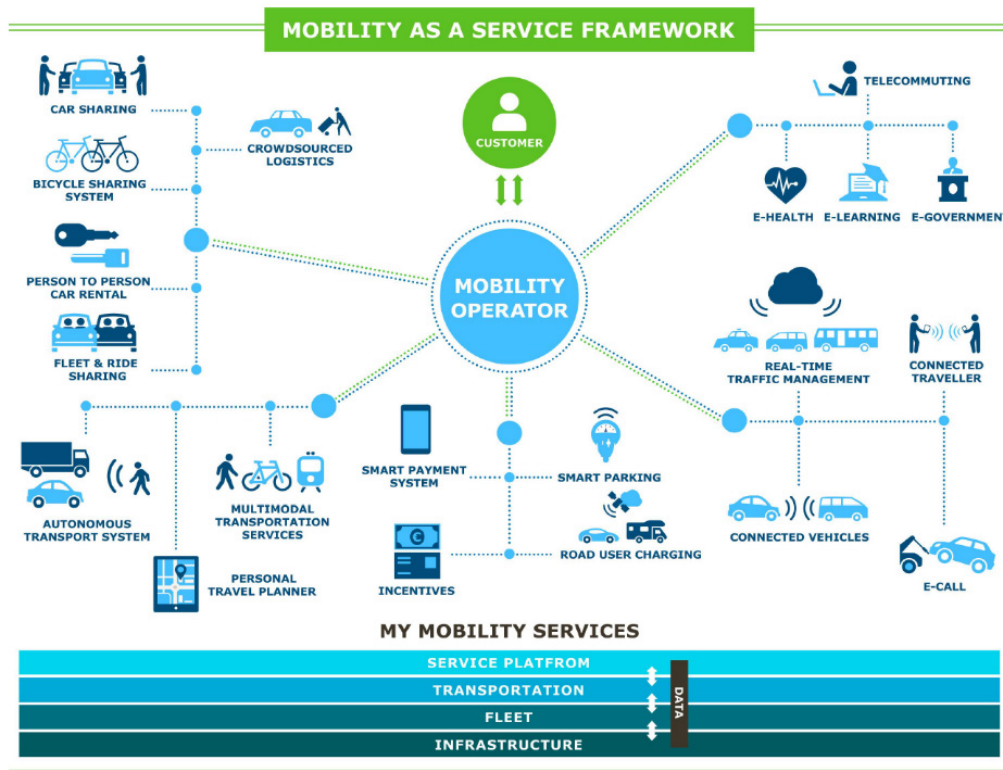 MOBILITY AS A SERVICE FRAMEWORK
CUSTOMER
MOBILITY
OPERATOR
CAR SHARING
CROWDSOURCED
LOGISTICS
BICYCLE SHARING
SYSTEM
PERSON TO PERSON
CAR RENTAL
FLEET & RIDE
SHARING
TELECOMMUTING
E-HEALTH
E-LEARNING
E-GOVERNMEN
REAL-TIME
TRAFFIC MANAGEMENT
CONNECTED
TRAVELLER
CONNECTED VEHICLES
E-CALL
AUTONOMOUS
TRANSPORT SYSTEM
PERSONAL
TRAVEL PLANNER
MULTIMODAL
TRANSPORTATION
SERVICES
SMART PAYMENT
SYSTEM
SMART PARKING
INCENTIVES
€
ROAD USER CHARGING
MY MOBILITY SERVICES
SERVICE PLATFROM
TRANSPORTATION
FLEET
INFRASTRUCTURE
DATA